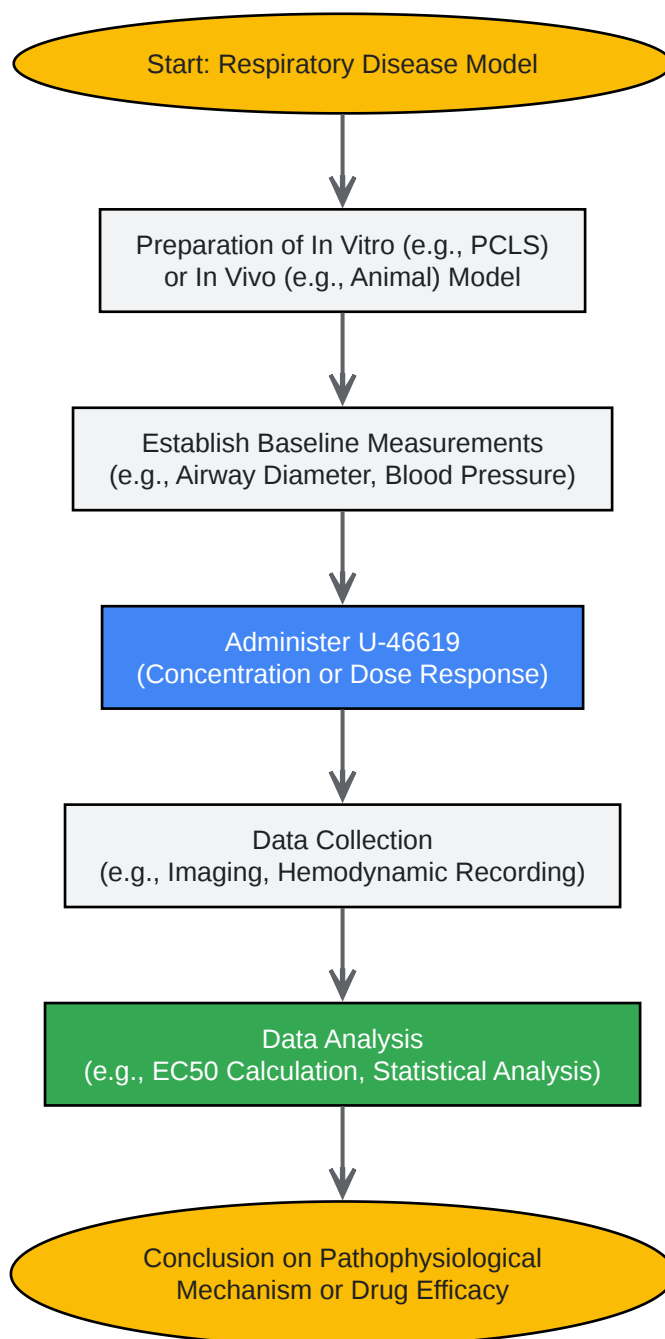 Start: Respiratory Disease Model
Preparation of In Vitro (e.g., PCLS)
or In Vivo (e.g., Animal) Model
Establish Baseline Measurements
(e.g., Airway Diameter, Blood Pressure)
Administer U-46619
(Concentration or Dose Response)
Data Collection
(e.g., Imaging, Hemodynamic Recording)
Data Analysis
(e.g., EC50 Calculation, Statistical Analysis)
Conclusion on Pathophysiological
Mechanism or Drug Efficacy